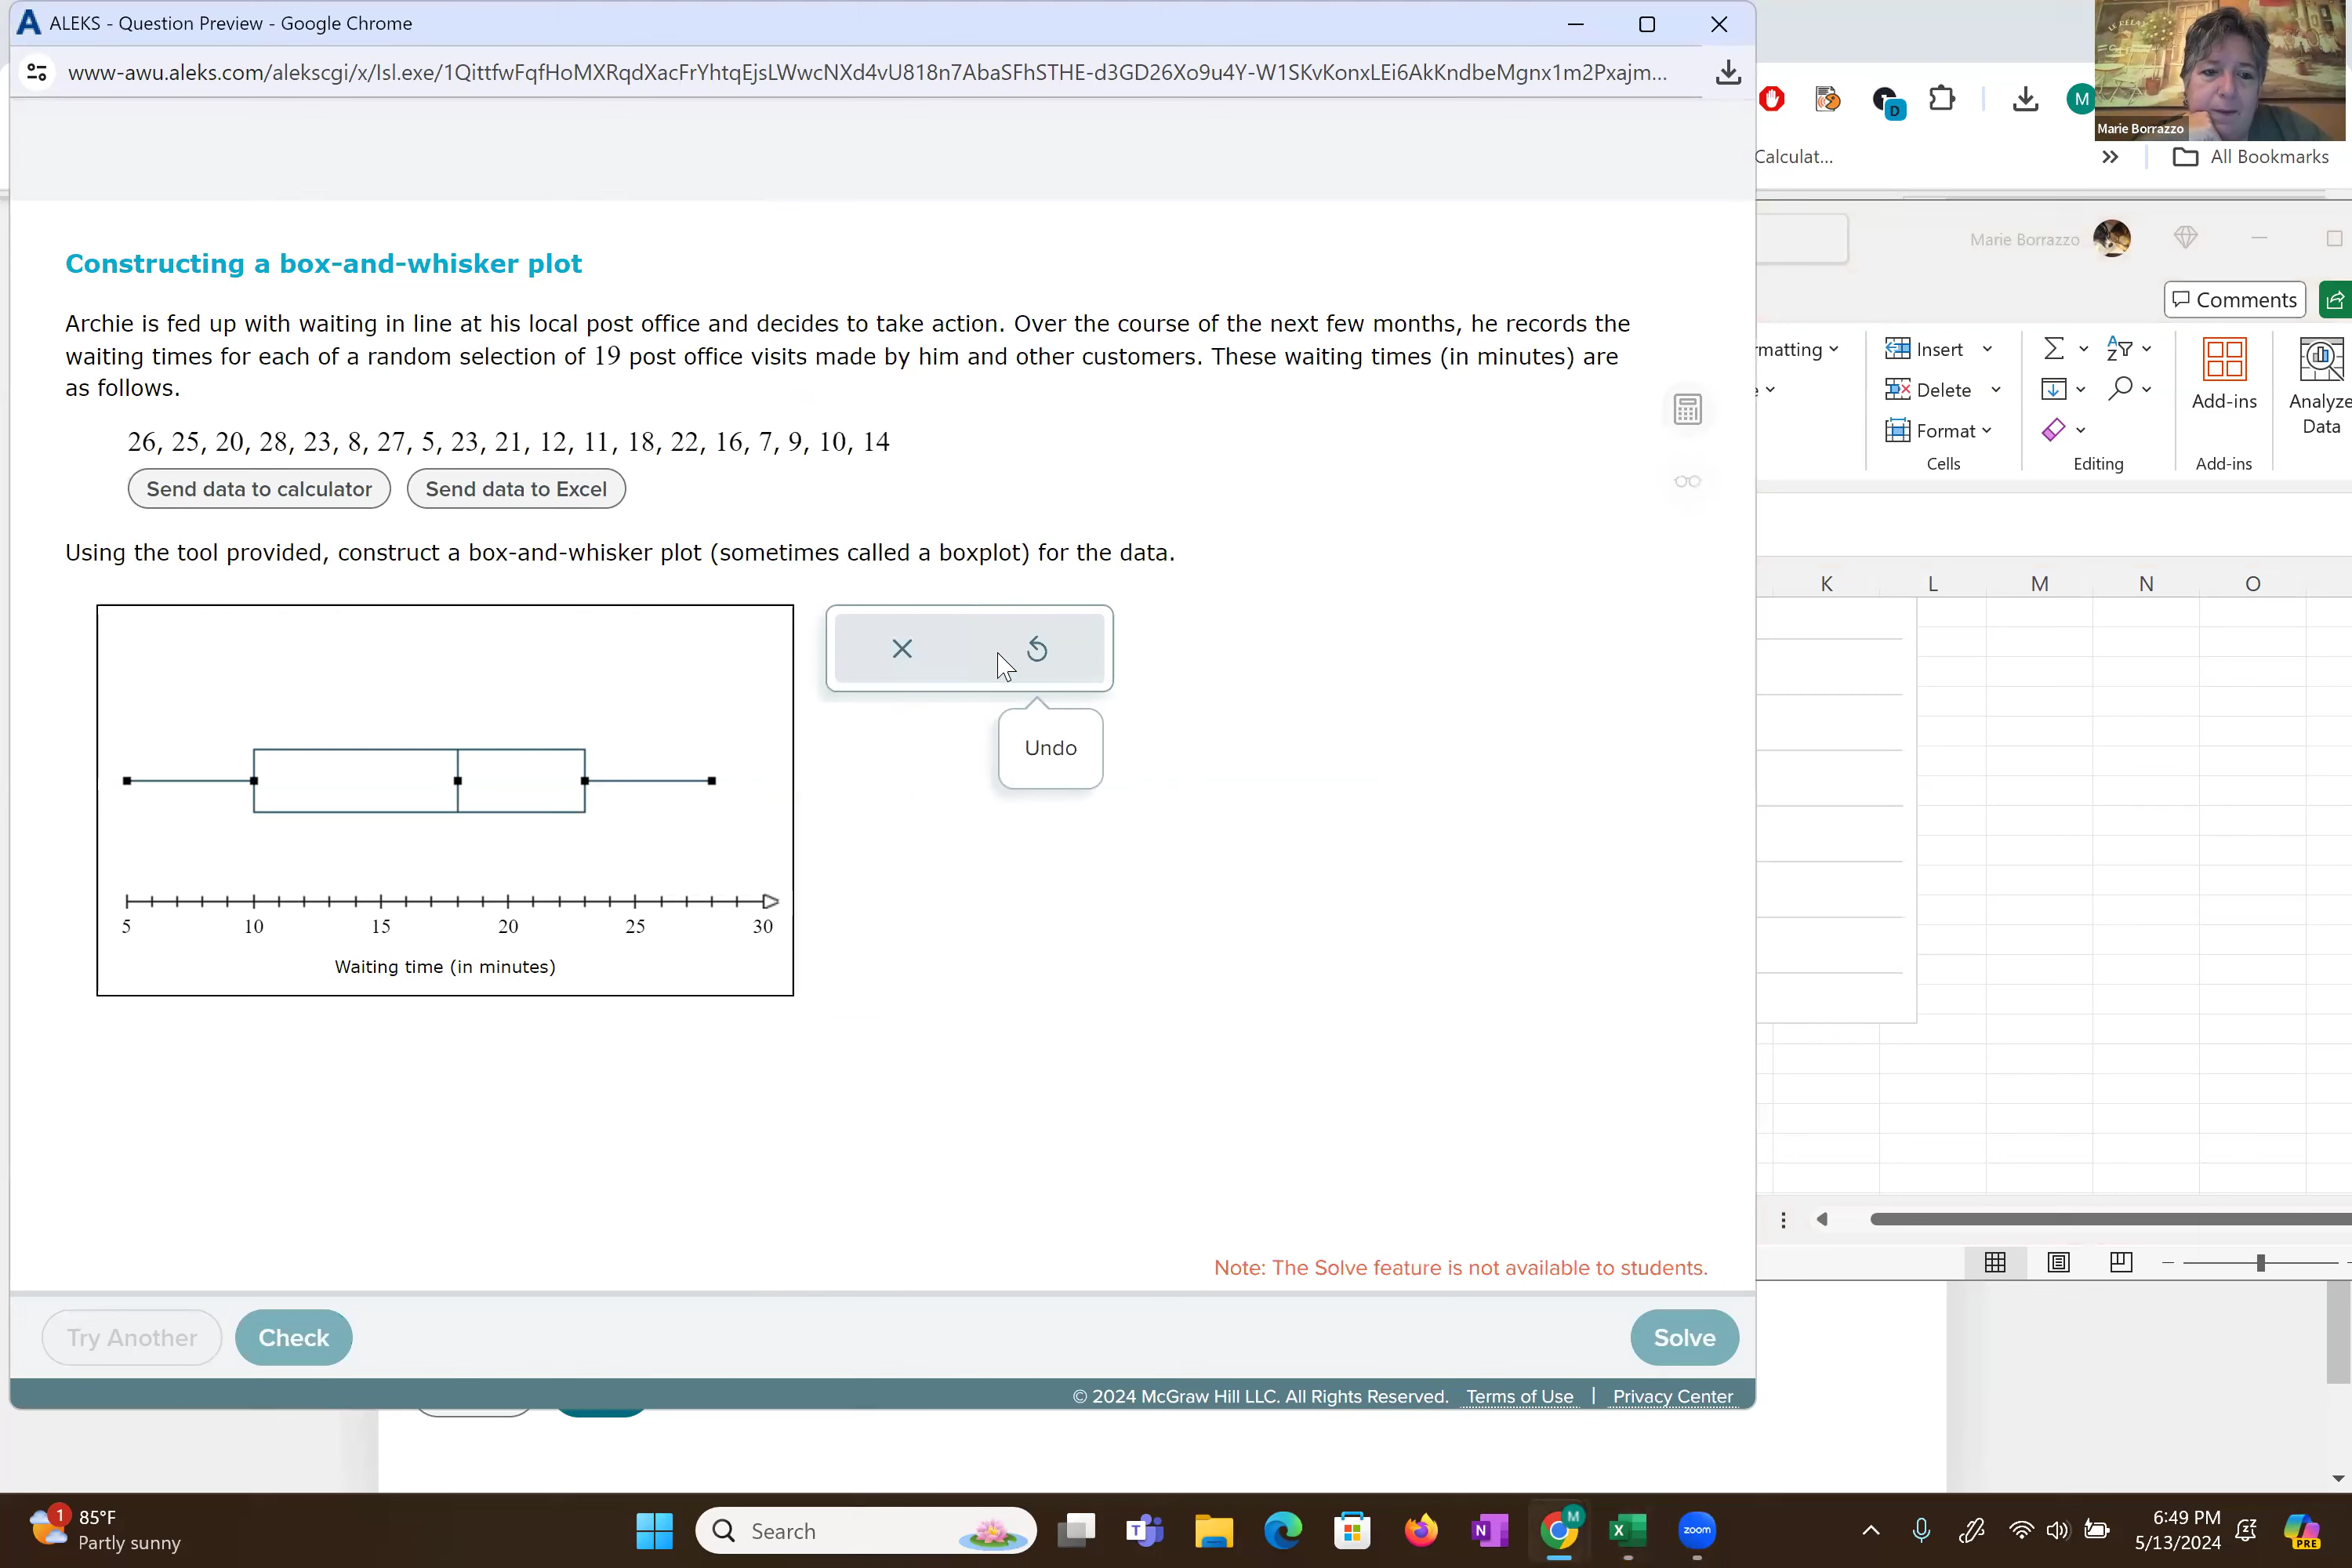 ALEKS - Question Preview - Google Chrome
www-awu.aleks.com/alekscgi/x/Isl.exe/1QittfwFqfHoMXRqdXacFrYhtqEjsLWwcNXd4vU818n7AbaSFhSTHE-d3GD26Xo9u4Y-W1SKvKonxLEi6AkKndbeMgnx1m2Pxajm...
D
M
Marie Borrazzo
Calculat...
All Bookmarks
Marie Borrazzo
Comments
Constructing a box-and-whisker plot
Archie is fed up with waiting in line at his local post office and decides to take action. Over the course of the next few months, he records the
waiting times for each of a random selection of 19 post office visits made by him and other customers. These waiting times (in minutes) are
as follows.
26, 25, 20, 28, 23, 8, 27, 5, 23, 21, 12, 11, 18, 22, 16, 7, 9, 10, 14
Send data to calculator Send data to Excel
Using the tool provided, construct a box-and-whisker plot (sometimes called a boxplot) for the data.
Undo
5 10 15 20 25 30
Waiting time (in minutes)
matting
Insert
Delete
Format
Cells
Editing
Add-ins
Add-ins
Analyze
Data
K L M N O
Note: The Solve feature is not available to students.
Try Another Check Solve
© 2024 McGraw Hill LLC. All Rights Reserved. Terms of Use | Privacy Center
1
85°F
Partly sunny
Search
zoom
6:49 PM
5/13/2024
PRE